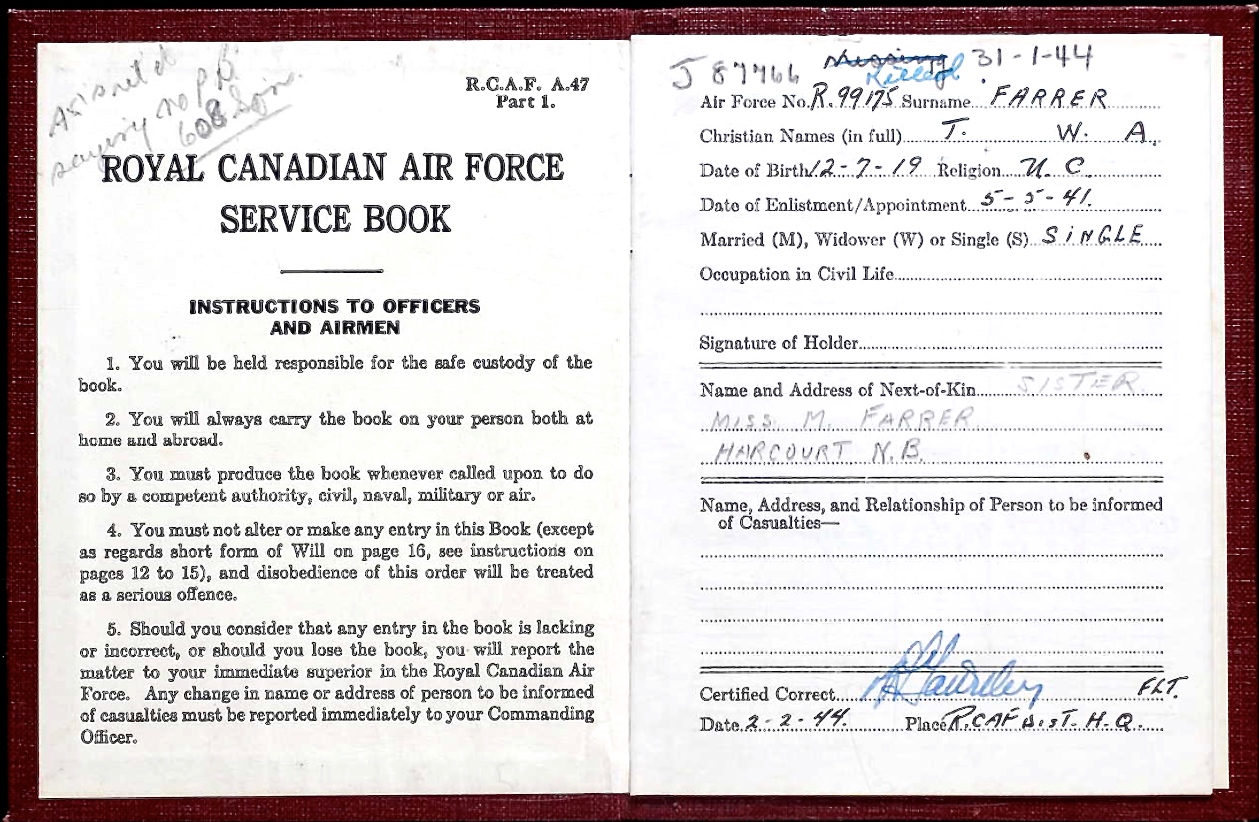 608 Sqn.
R.C.A.F. A.47
Part 1.
ROYAL CANADIAN AIR FORCE
SERVICE BOOK
INSTRUCTIONS TO OFFICERS
AND AIRMEN
1. You will be held responsible for the safe custody of the
book.
2. You will always carry the book on your person both at
home and abroad.
3. You must produce the book whenever called upon to do
so by a competent authority, civil, naval, military or air.
4. You must not alter or make any entry in this Book (except
as regards short form of Will on page 16, see instructions on
pages 12 to 15), and disobedience of this order will be treated
as a serious offence.
5. Should you consider that any entry in the book is lacking
or incorrect, or should you lose the book, you will report the
matter to your immediate superior in the Royal Canadian Air
Force. Any change in name or address of person to be informed
of casualties must be reported immediately to your Commanding
Officer.
J 87766 Missing 31-1-44
Killed
Air Force No. R.99175 Surname FARRER
Christian Names (in full) T. W. A.
Date of Birth 12-7-19 Religion U.C.
Date of Enlistment/Appointment 5-5-41.
Married (M), Widower (W) or Single (S) SINGLE
Occupation in Civil Life
Signature of Holder
Name and Address of Next-of-Kin SISTER
MISS. M. FARRER
HARCOURT N.B.
Name, Address, and Relationship of Person to be informed
of Casualties—
Certified Correct FLT.
Date 2-2-44. Place R.CAF DIST. H.Q.